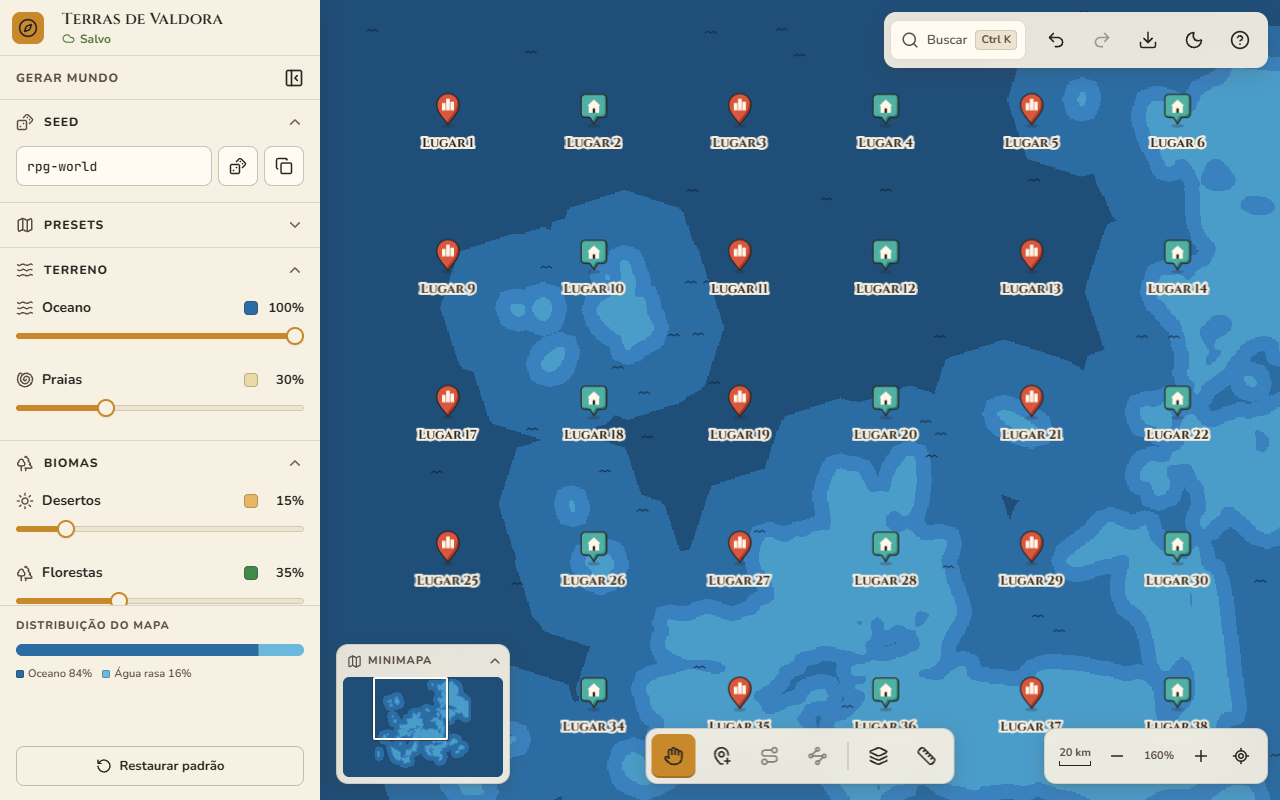 Terras de Valdora
Salvo
GERAR MUNDO
SEED
rpg-world
PRESETS
TERRENO
Oceano 100%
Praias 30%
BIOMAS
Desertos 15%
Florestas 35%
DISTRIBUIÇÃO DO MAPA
Oceano 84% Água rasa 16%
Restaurar padrão
Buscar Ctrl K
Lugar 1 Lugar 2 Lugar 3 Lugar 4 Lugar 5 Lugar 6
Lugar 9 Lugar 10 Lugar 11 Lugar 12 Lugar 13 Lugar 14
Lugar 17 Lugar 18 Lugar 19 Lugar 20 Lugar 21 Lugar 22
Lugar 25 Lugar 26 Lugar 27 Lugar 28 Lugar 29 Lugar 30
Lugar 34 Lugar 35 Lugar 36 Lugar 37 Lugar 38
MINIMAPA
20 km 160%